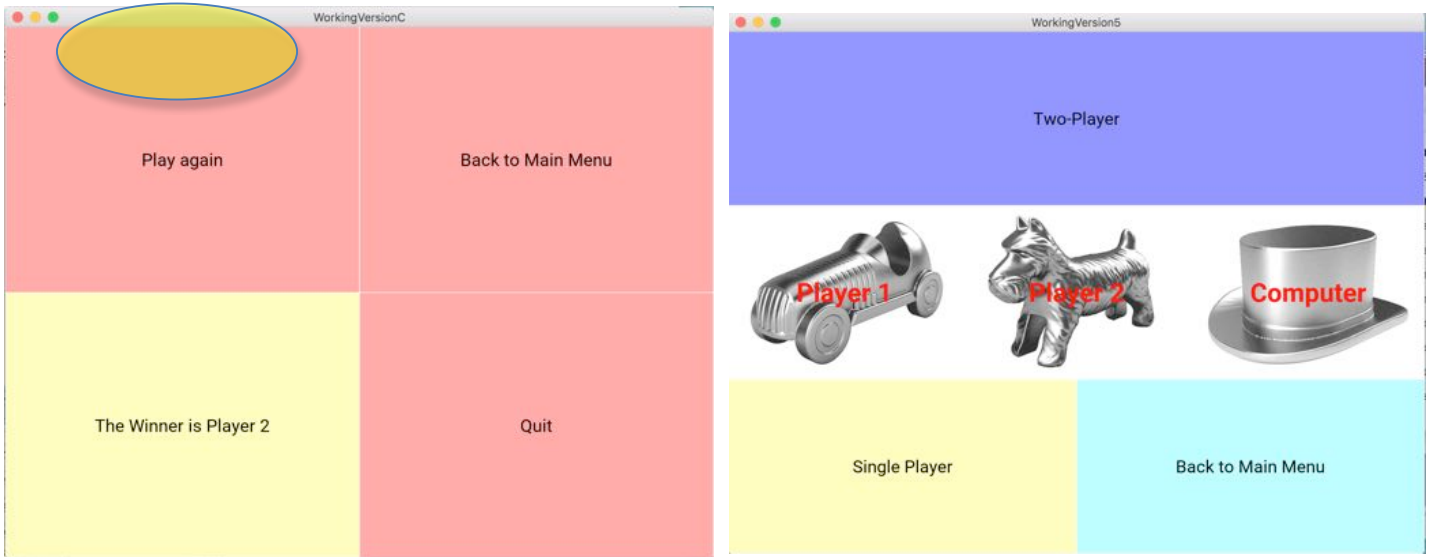 WorkingVersionC
Play again
Back to Main Menu
The Winner is Player 2
Quit
WorkingVersion5
Two-Player
Player 1
Player 2
Computer
Single Player
Back to Main Menu